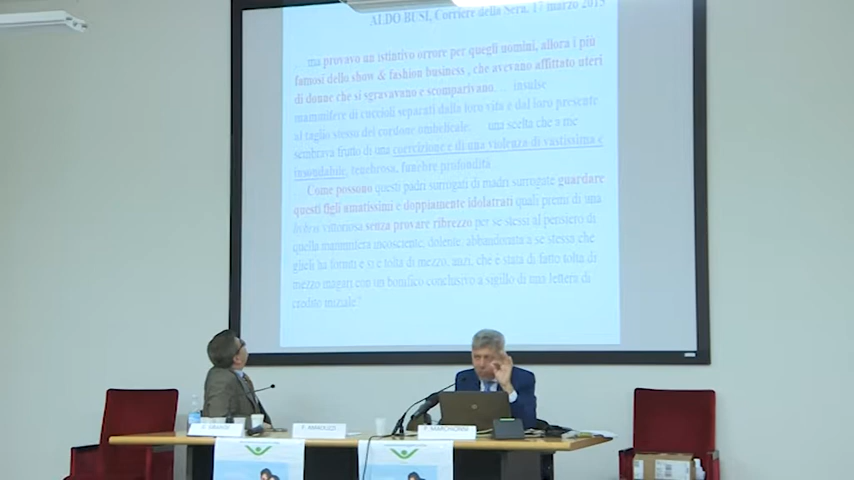 ALDO BUSI, Corriere della Sera, 17 marzo 2015
… ma provavo un istintivo orrore per quegli uomini, allora i più
famosi dello show & fashion business, che avevano affittato uteri
di donne che si sgravavano e scomparivano… insulse
mammifere di cuccioli separati dalla loro vita e dal loro presente
al taglio stesso del cordone ombelicale. una scelta che a me
sembrava frutto di una coercizione e di una violenza di vastissima e
insondabile, tenebrosa, funebre profondità.
Come possono questi padri surrogati di madri surrogate guardare
questi figli amatissimi e doppiamente idolatrati quali premi di una
hybris vittoriosa senza provare ribrezzo per se stessi al pensiero di
quella mammifera incosciente, dolente, abbandonata a se stessa che
glieli ha forniti e si è tolta di mezzo, anzi, che è stata di fatto tolta di
mezzo magari con un bonifico conclusivo a sigillo di una lettera di
credito iniziale?